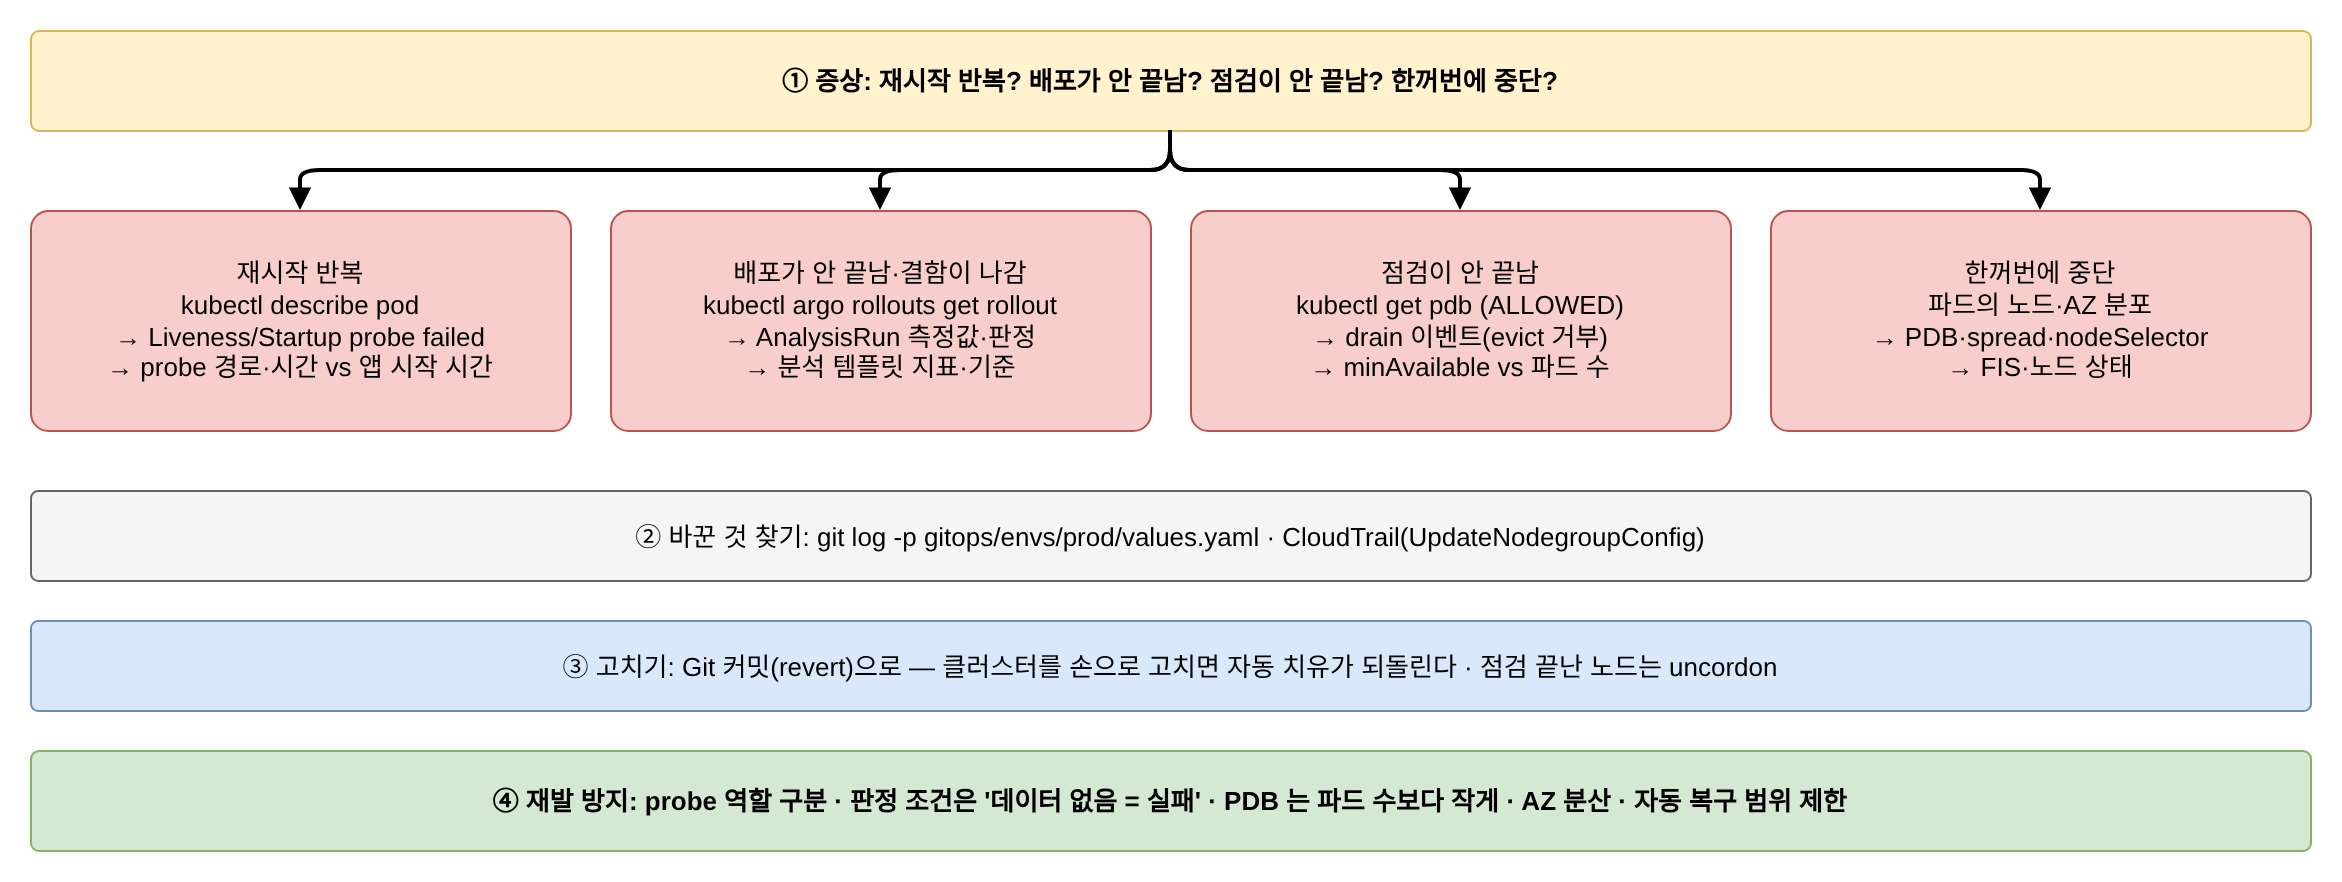 ① 증상: 재시작 반복? 배포가 안 끝남? 점검이 안 끝남? 한꺼번에 중단?
재시작 반복
kubectl describe pod
→ Liveness/Startup probe failed
→ probe 경로·시간 vs 앱 시작 시간
배포가 안 끝남·결함이 나감
kubectl argo rollouts get rollout
→ AnalysisRun 측정값·판정
→ 분석 템플릿 지표·기준
점검이 안 끝남
kubectl get pdb (ALLOWED)
→ drain 이벤트(evict 거부)
→ minAvailable vs 파드 수
한꺼번에 중단
파드의 노드·AZ 분포
→ PDB·spread·nodeSelector
→ FIS·노드 상태
② 바꾼 것 찾기: git log -p gitops/envs/prod/values.yaml · CloudTrail(UpdateNodegroupConfig)
③ 고치기: Git 커밋(revert)으로 — 클러스터를 손으로 고치면 자동 치유가 되돌린다 · 점검 끝난 노드는 uncordon
④ 재발 방지: probe 역할 구분 · 판정 조건은 '데이터 없음 = 실패' · PDB 는 파드 수보다 작게 · AZ 분산 · 자동 복구 범위 제한